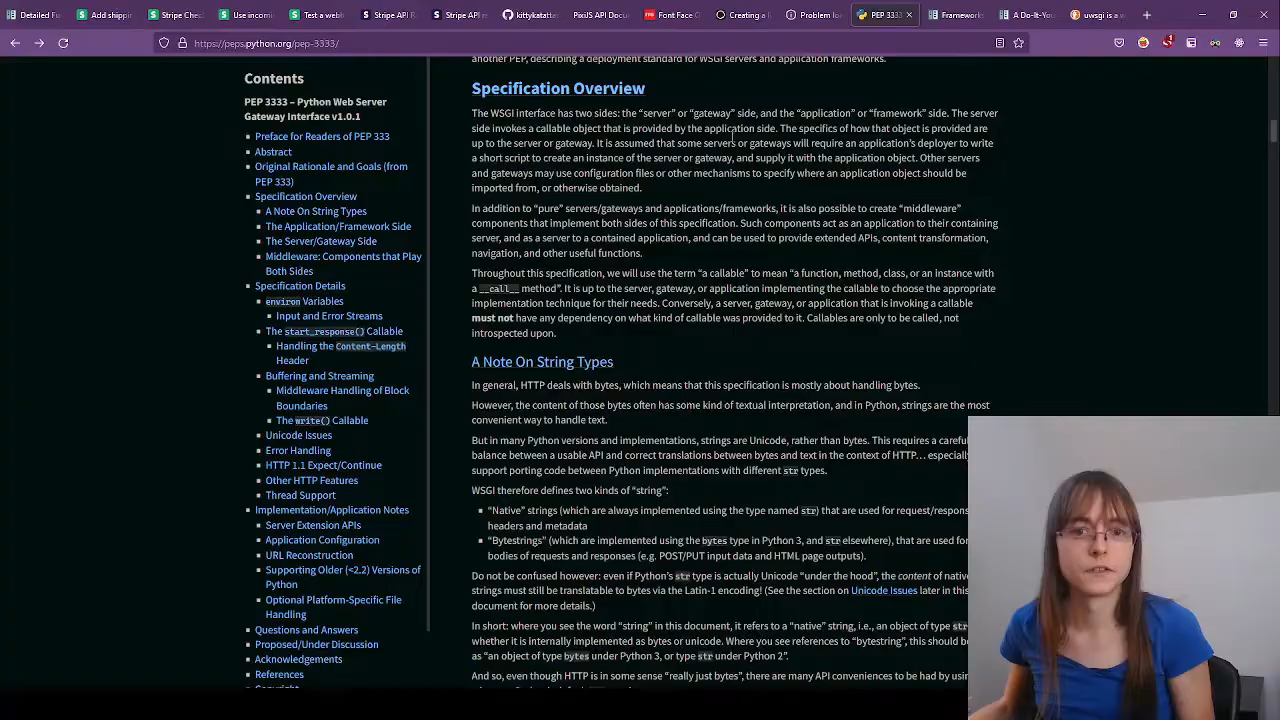 Add shippin
Stripe Chec
Use incomi
Test a web
Stripe API R
Stripe API R
kittykatter
PixiJS API Docu
Font Face O
Creating a R
Problem loa
PEP 3333
Frameworks
A Do-It-You
uwsgi is a w
https://peps.python.org/pep-3333/
Contents
PEP 3333 – Python Web Server
Gateway Interface v1.0.1
Preface for Readers of PEP 333
Abstract
Original Rationale and Goals (from
PEP 333)
Specification Overview
A Note On String Types
The Application/Framework Side
The Server/Gateway Side
Middleware: Components that Play
Both Sides
Specification Details
environ Variables
Input and Error Streams
The start_response() Callable
Handling the Content-Length
Header
Buffering and Streaming
Middleware Handling of Block
Boundaries
The write() Callable
Unicode Issues
Error Handling
HTTP 1.1 Expect/Continue
Other HTTP Features
Thread Support
Implementation/Application Notes
Server Extension APIs
Application Configuration
URL Reconstruction
Supporting Older (<2.2) Versions of
Python
Optional Platform-Specific File
Handling
Questions and Answers
Proposed/Under Discussion
Acknowledgements
References
Copyright
another PEP, describing a deployment standard for WSGI servers and application frameworks.
Specification Overview
The WSGI interface has two sides: the “server” or “gateway” side, and the “application” or “framework” side. The server
side invokes a callable object that is provided by the application side. The specifics of how that object is provided are
up to the server or gateway. It is assumed that some servers or gateways will require an application’s deployer to write
a short script to create an instance of the server or gateway, and supply it with the application object. Other servers
and gateways may use configuration files or other mechanisms to specify where an application object should be
imported from, or otherwise obtained.
In addition to “pure” servers/gateways and applications/frameworks, it is also possible to create “middleware”
components that implement both sides of this specification. Such components act as an application to their containing
server, and as a server to a contained application, and can be used to provide extended APIs, content transformation,
navigation, and other useful functions.
Throughout this specification, we will use the term “a callable” to mean “a function, method, class, or an instance with
a __call__ method”. It is up to the server, gateway, or application implementing the callable to choose the appropriate
implementation technique for their needs. Conversely, a server, gateway, or application that is invoking a callable
must not have any dependency on what kind of callable was provided to it. Callables are only to be called, not
introspected upon.
A Note On String Types
In general, HTTP deals with bytes, which means that this specification is mostly about handling bytes.
However, the content of those bytes often has some kind of textual interpretation, and in Python, strings are the most
convenient way to handle text.
But in many Python versions and implementations, strings are Unicode, rather than bytes. This requires a careful
balance between a usable API and correct translations between bytes and text in the context of HTTP… especial
support porting code between Python implementations with different str types.
WSGI therefore defines two kinds of “string”:
“Native” strings (which are always implemented using the type named str) that are used for request/respons
headers and metadata
“Bytestrings” (which are implemented using the bytes type in Python 3, and str elsewhere), that are used for
bodies of requests and responses (e.g. POST/PUT input data and HTML page outputs).
Do not be confused however: even if Python’s str type is actually Unicode “under the hood”, the content of native
strings must still be translatable to bytes via the Latin-1 encoding! (See the section on Unicode Issues later in this
document for more details.)
In short: where you see the word “string” in this document, it refers to a “native” string, i.e., an object of type str
whether it is internally implemented as bytes or unicode. Where you see references to “bytestring”, this should be
as “an object of type bytes under Python 3, or type str under Python 2”.
And so, even though HTTP is in some sense “really just bytes”, there are many API conveniences to be had by usin